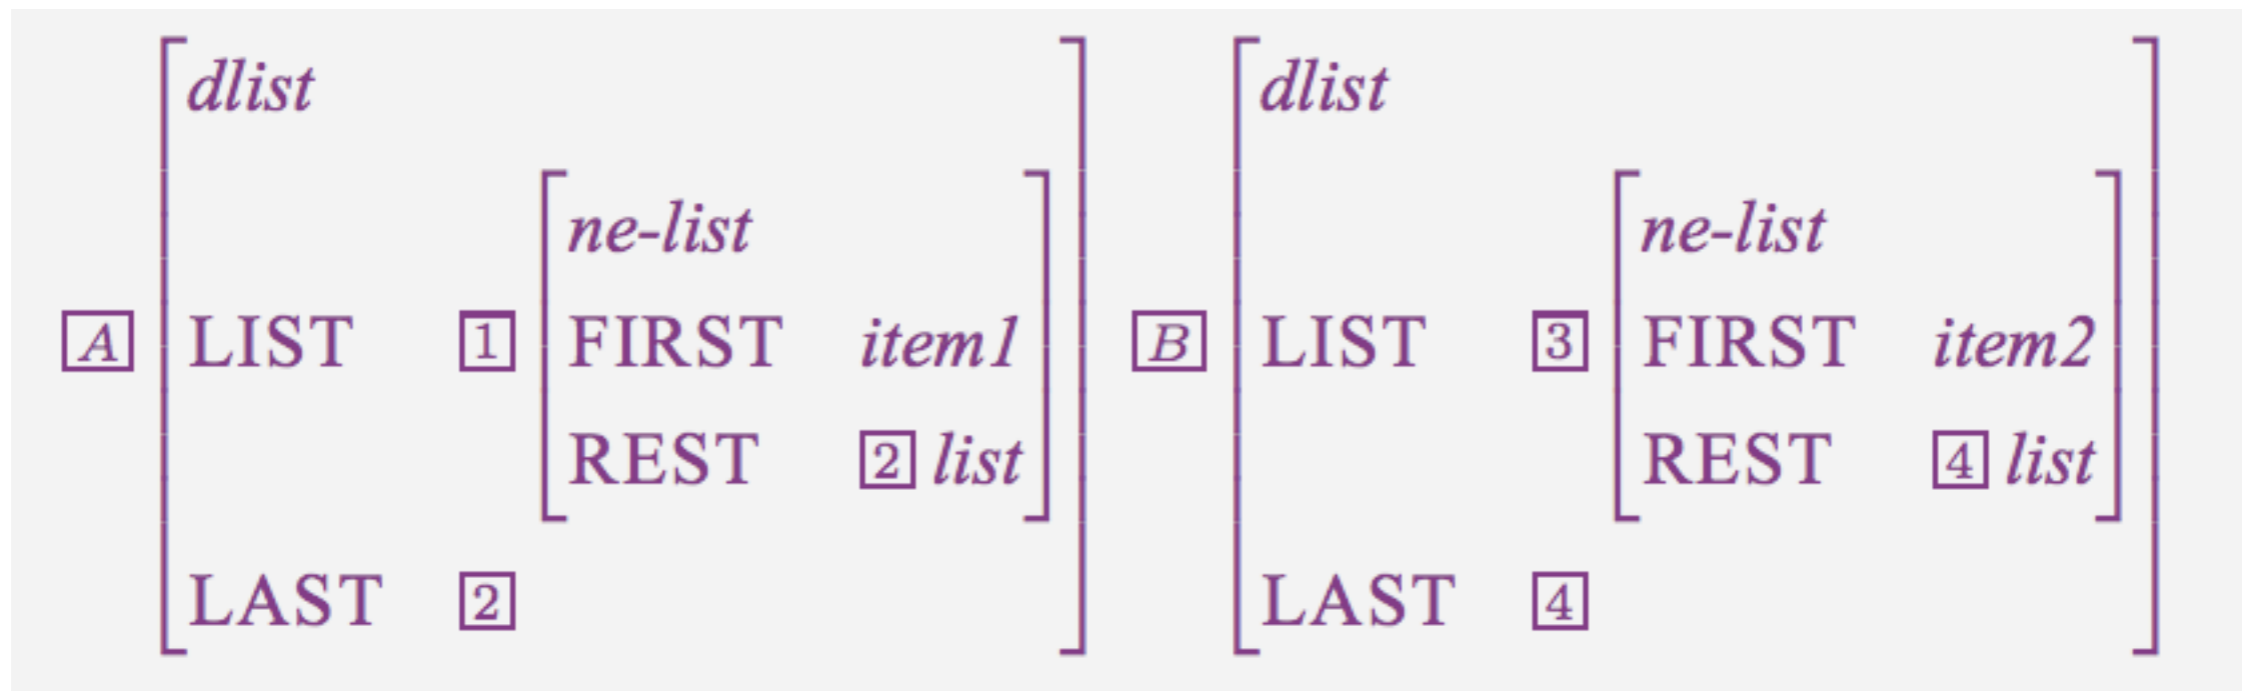 dlist dlist
ne-list ne-list
A LIST 1 FIRST item1 B LIST 3 FIRST item2
REST 2 list REST 4 list
LAST 2 LAST 4